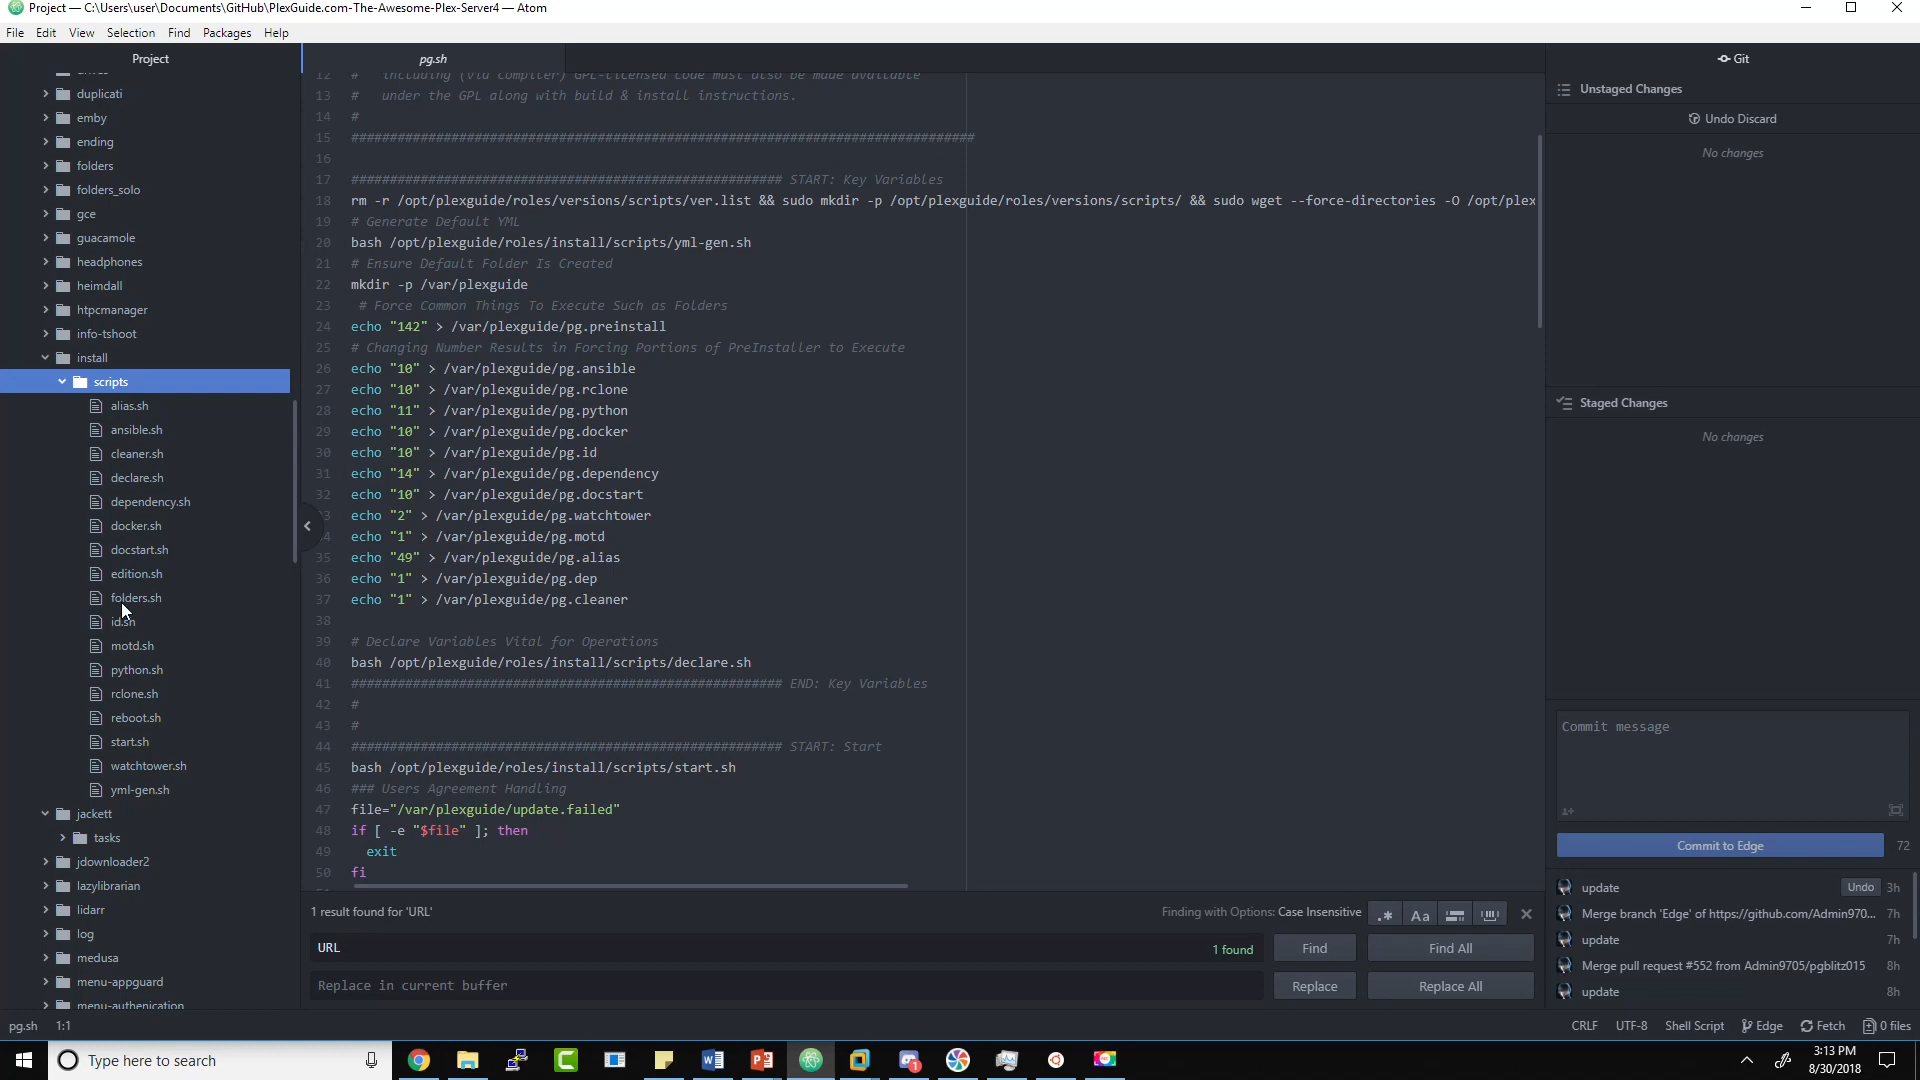 Project — C:\Users\user\Documents\GitHub\PlexGuide.com-The-Awesome-Plex-Server4 — Atom
File Edit View Selection Find Packages Help
Project
duplicati
emby
ending
folders
folders_solo
gce
guacamole
headphones
heimdall
htpcmanager
info-tshoot
install
scripts
alias.sh
ansible.sh
cleaner.sh
declare.sh
dependency.sh
docker.sh
docstart.sh
edition.sh
folders.sh
id.sh
motd.sh
python.sh
rclone.sh
reboot.sh
start.sh
watchtower.sh
yml-gen.sh
jackett
tasks
jdownloader2
lazylibrarian
lidarr
log
medusa
menu-appguard
menu-authenication
pg.sh
12 # including (via compiler) GPL-licensed code must also be made available
13 # under the GPL along with build & install instructions.
14 #
15 #################################################################################
16
17 ######################################################## START: Key Variables
18 rm -r /opt/plexguide/roles/versions/scripts/ver.list && sudo mkdir -p /opt/plexguide/roles/versions/scripts/ && sudo wget --force-directories -O /opt/plex
19 # Generate Default YML
20 bash /opt/plexguide/roles/install/scripts/yml-gen.sh
21 # Ensure Default Folder Is Created
22 mkdir -p /var/plexguide
23 # Force Common Things To Execute Such as Folders
24 echo "142" > /var/plexguide/pg.preinstall
25 # Changing Number Results in Forcing Portions of PreInstaller to Execute
26 echo "10" > /var/plexguide/pg.ansible
27 echo "10" > /var/plexguide/pg.rclone
28 echo "11" > /var/plexguide/pg.python
29 echo "10" > /var/plexguide/pg.docker
30 echo "10" > /var/plexguide/pg.id
31 echo "14" > /var/plexguide/pg.dependency
32 echo "10" > /var/plexguide/pg.docstart
3 echo "2" > /var/plexguide/pg.watchtower
4 echo "1" > /var/plexguide/pg.motd
35 echo "49" > /var/plexguide/pg.alias
36 echo "1" > /var/plexguide/pg.dep
37 echo "1" > /var/plexguide/pg.cleaner
38
39 # Declare Variables Vital for Operations
40 bash /opt/plexguide/roles/install/scripts/declare.sh
41 ######################################################## END: Key Variables
42 #
43 #
44 ######################################################## START: Start
45 bash /opt/plexguide/roles/install/scripts/start.sh
46 ### Users Agreement Handling
47 file="/var/plexguide/update.failed"
48 if [ -e "$file" ]; then
49 exit
50 fi
1 result found for 'URL'
Finding with Options: Case Insensitive
.* Aa
URL
1 found
Find
Find All
Replace in current buffer
Replace
Replace All
Git
Unstaged Changes
Undo Discard
No changes
Staged Changes
No changes
Commit message
Commit to Edge 72
update Undo 3h
Merge branch 'Edge' of https://github.com/Admin970... 7h
update 7h
Merge pull request #552 from Admin9705/pgblitz015 8h
update 8h
pg.sh 1:1
CRLF UTF-8 Shell Script Edge Fetch 0 files
Type here to search
3:13 PM
8/30/2018